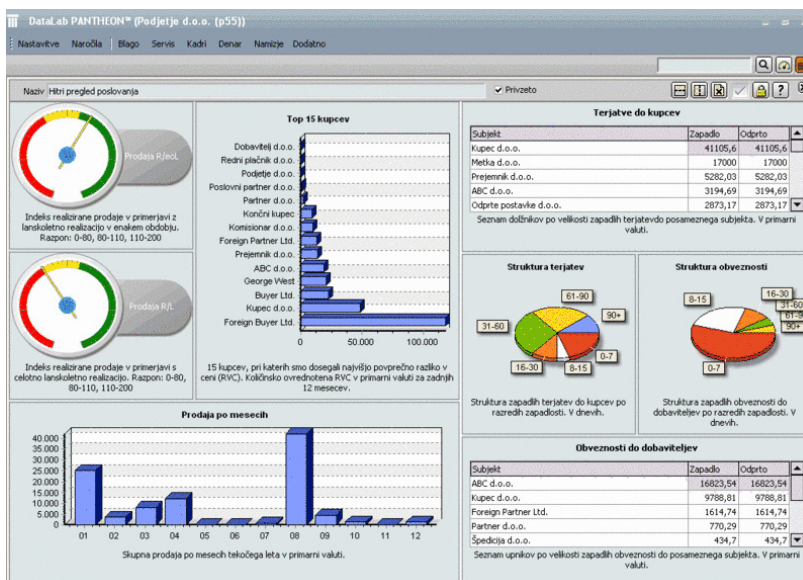 DataLab PANTHEON™ (Podjetje d.o.o. (p55))
Nastavitve Naročila Blago Servis Kadri Denar Namizje Dodatno
Naziv Hitri pregled poslovanja
Privzeto
Prodaja R/eoL
Indeks realizirane prodaje v primerjavi z
lanskoletno realizacijo v enakem obdobju.
Razpon: 0-80, 80-110, 110-200
Prodaja R/L
Indeks realizirane prodaje v primerjavi s
celotno lanskoletno realizacijo. Razpon: 0-80,
80-110, 110-200
Top 15 kupcev
Dobavitelj d.o.o.
Redni plačnik d.o.o.
Podjetje d.o.o.
Poslovni partner d.o.o.
Partner d.o.o.
Končni kupec
Komisionar d.o.o.
Foreign Partner Ltd.
Prejemnik d.o.o.
ABC d.o.o.
George West
Buyer Ltd.
Kupec d.o.o.
Foreign Buyer Ltd.
0 50.000 100.000
15 kupcev, pri katerih smo dosegali najvišjo povprečno razliko v
ceni (RVC). Količinsko ovrednotena RVC v primarni valuti za zadnjih
12 mesecev.
Terjatve do kupcev
Subjekt Zapadlo Odprto
Kupec d.o.o. 41105,6 41105,6
Metka d.o.o. 17000 17000
Prejemnik d.o.o. 5282,03 5282,03
ABC d.o.o. 3194,69 3194,69
Odprte postavke d.o.o. 2873,17 2873,17
Seznam dolžnikov po velikosti zapadlih terjatevdo posameznega subjekta. V primarni
valuti.
Struktura terjatev
61-90
90+
31-60
0-7
16-30
8-15
Struktura zapadlih terjatev do kupcev po
razredih zapadlosti. V dnevih.
Struktura obveznosti
16-30
8-15
31-60
61-9
90+
0-7
Struktura zapadlih obveznosti do
dobaviteljev po razredih zapadlosti. V
dnevih.
Prodaja po mesecih
40.000
35.000
30.000
25.000
20.000
15.000
10.000
5.000
0
01 02 03 04 05 06 07 08 09 10 11 12
Skupna prodaja po mesecih tekočega leta v primarni valuti.
Obveznosti do dobaviteljev
Subjekt Zapadlo Odprto
ABC d.o.o. 16823,54 16823,54
Kupec d.o.o. 9788,81 9788,81
Foreign Partner Ltd. 1614,74 1614,74
Partner d.o.o. 770,29 770,29
Špedicija d.o.o. 434,7 434,7
Seznam upnikov po velikosti zapadlih obveznosti do posameznega subjekta. V primarni
valuti.